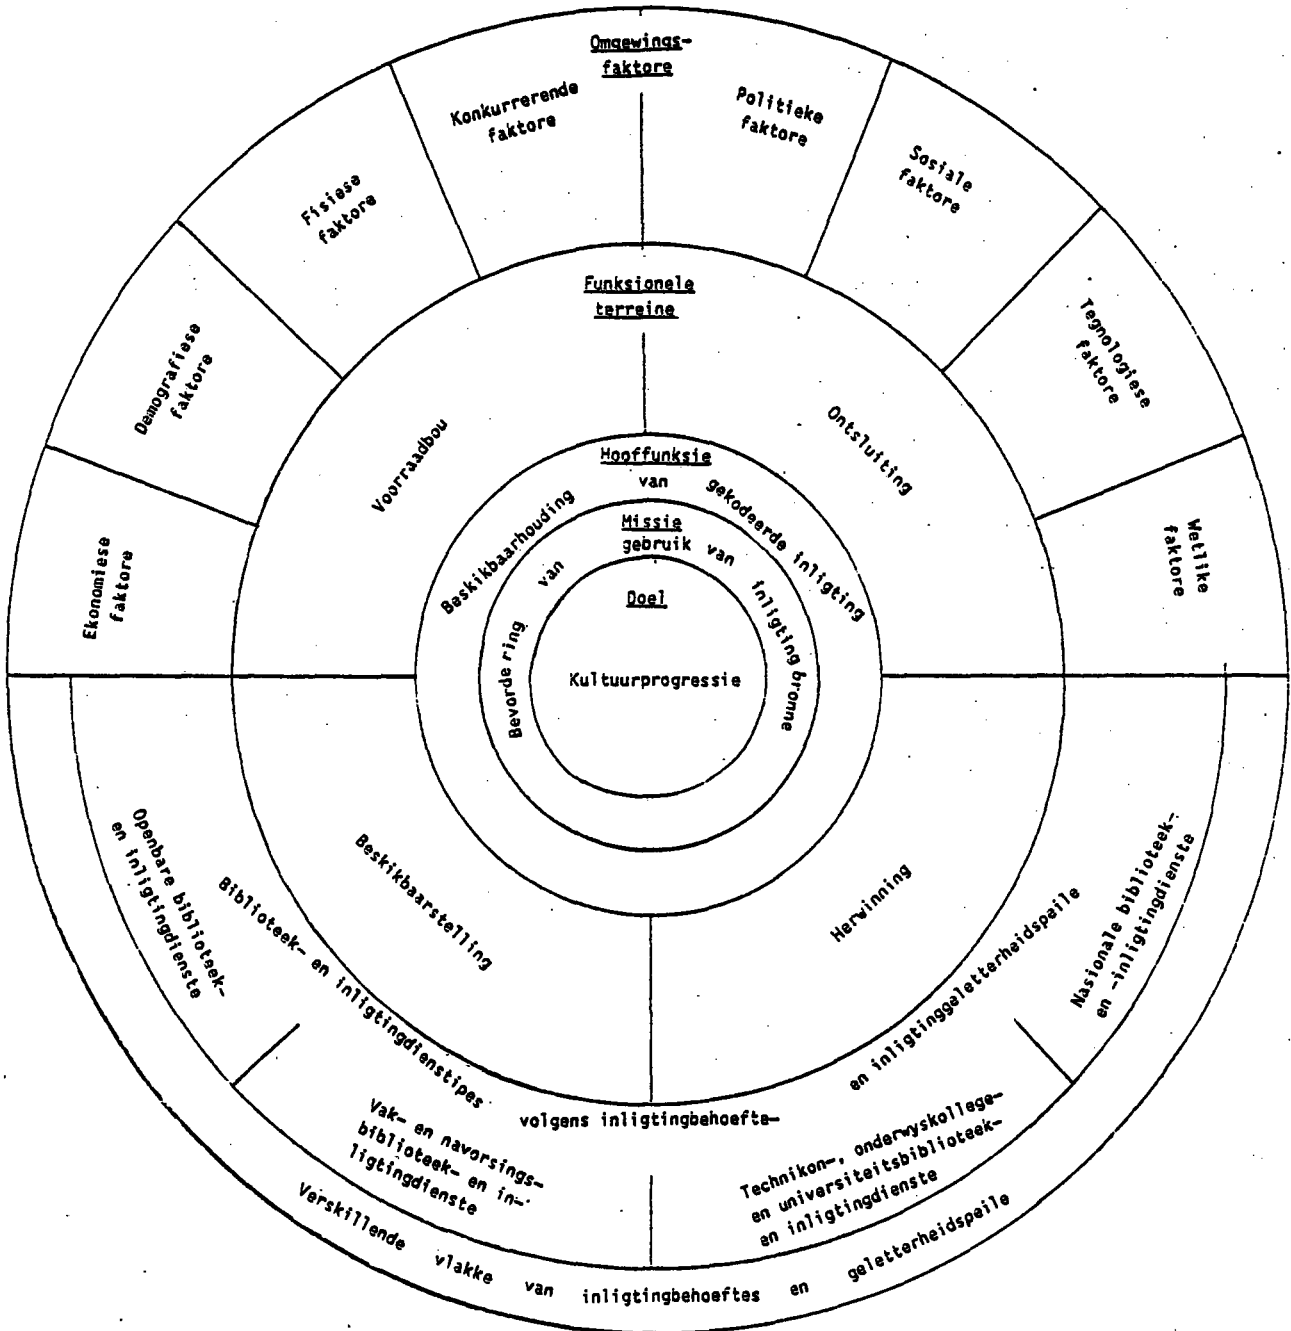 Omgewings-
faktore
Ekonomiese
faktore
Demografiese
faktore
Fisiese
faktore
Konkurrerende
faktore
Politieke
faktore
Sosiale
faktore
Tegnologiese
faktore
Wetlike
faktore
Funksionele
terreine
Voorraadbou
Ontsluiting
Beskikbaarstelling
Herwinning
Hooffunksie
Beskikbaarhouding van gekodeerde inligting
Missie
Bevordering van gebruik van inligtingbronne
Doel
Kultuurprogressie
Biblioteek- en inligtingdienstipes volgens inligtingbehoefte- en inligtinggeletterheidspeile
Openbare biblioteek-
en inligtingdienste
Vak- en navorsings-
biblioteek- en in-
ligtingdienste
Technikon-, onderwyskollege-
en universiteitsbiblioteek-
en inligtingdienste
Nasionale biblioteek-
en -inligtingdienste
Verskillende vlakke van inligtingbehoeftes en geletterheidspeile